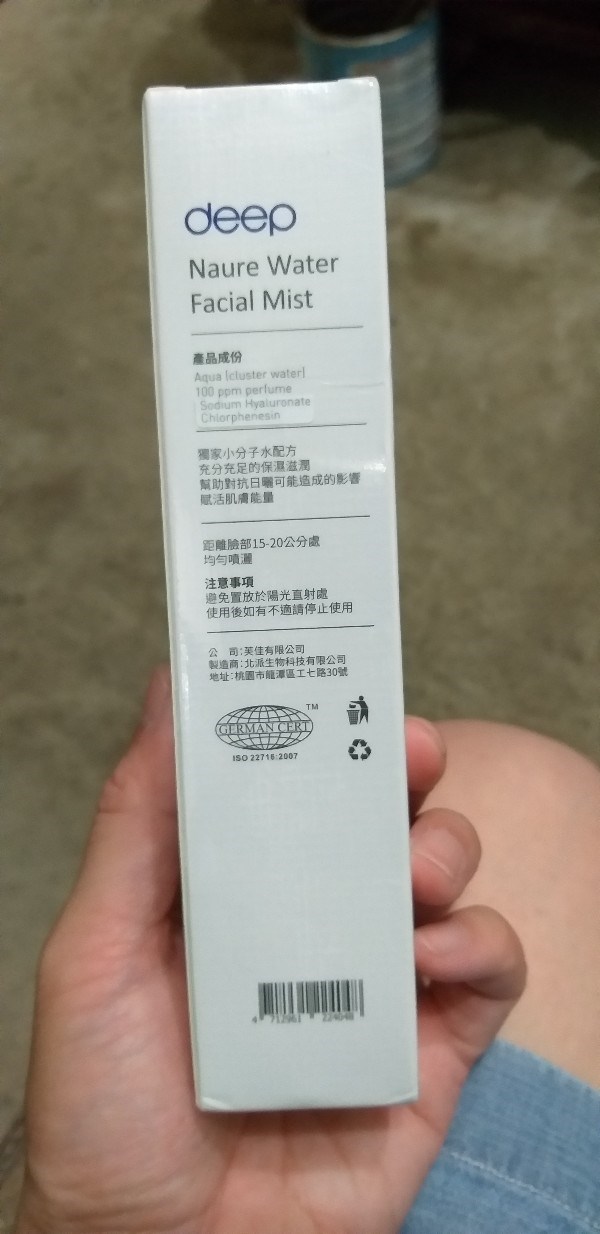 deep
Naure Water
Facial Mist
產品成份
Aqua (cluster water)
100 ppm perfume
Sodium Hyaluronate
Chlorphenesin
獨家小分子水配方
充分充足的保濕滋潤
幫助對抗日曬可能造成的影響
賦活肌膚能量
距離臉部15-20公分處
均勻噴灑
注意事項
避免置放於陽光直射處
使用後如有不適請停止使用
公 司:芙佳有限公司
製造商:北派生物科技有限公司
地址:桃園市龍潭區工七路30號
TM
GERMAN CERT
ISO 22716:2007
4 712961 224648